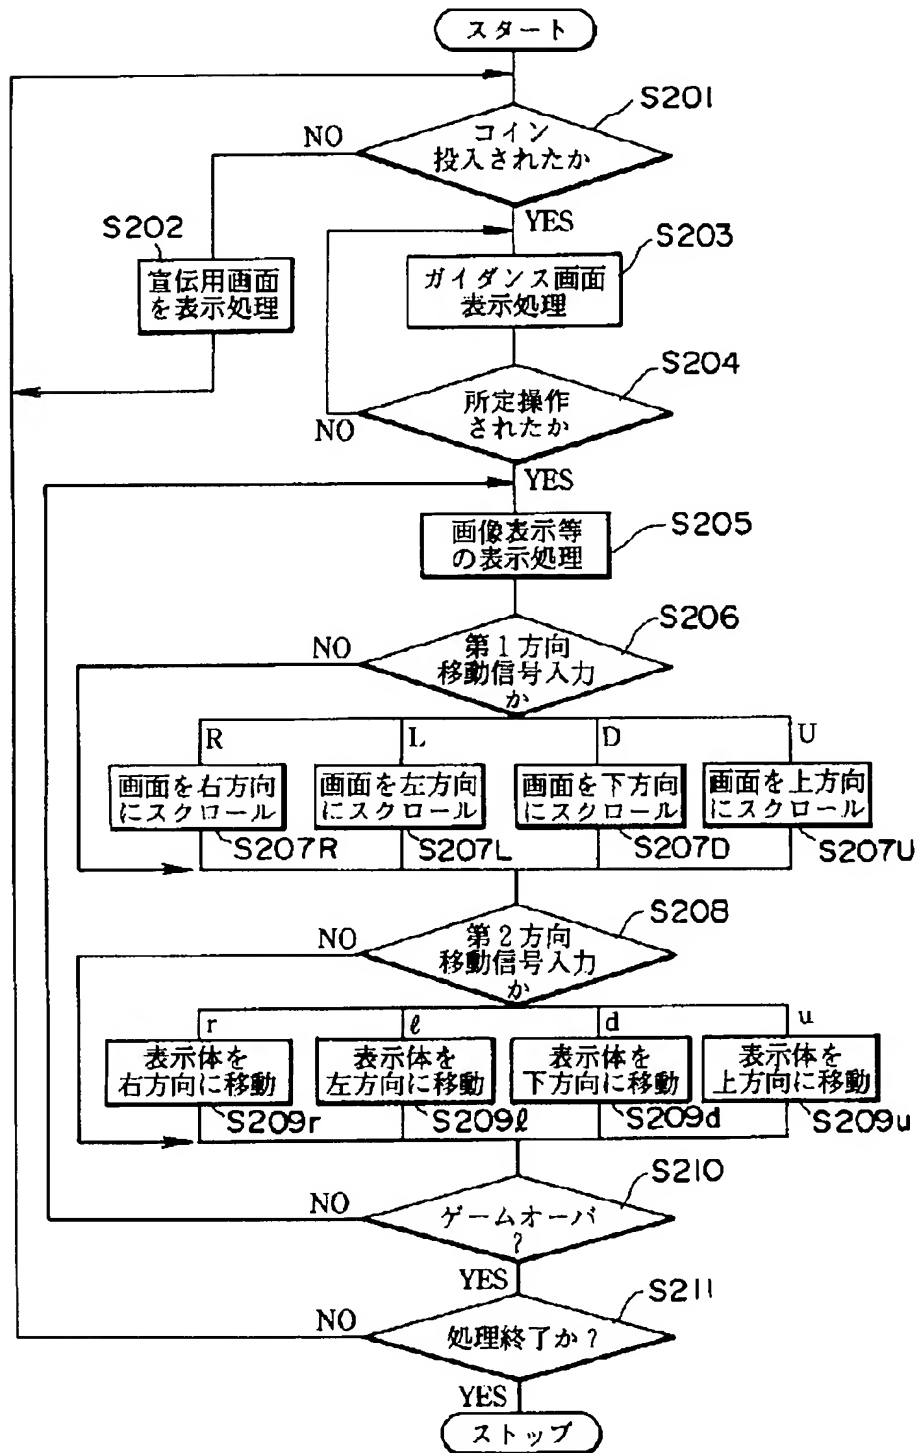 スタート
S201
コイン
投入されたか
NO
YES
S202
宣伝用画面
を表示処理
S203
ガイダンス画面
表示処理
S204
所定操作
されたか
NO
YES
S205
画像表示等
の表示処理
S206
第1方向
移動信号入力
か
NO
R
L
D
U
画面を右方向
にスクロール
画面を左方向
にスクロール
画面を下方向
にスクロール
画面を上方向
にスクロール
S207R
S207L
S207D
S207U
S208
第2方向
移動信号入力
か
NO
r
ℓ
d
u
表示体を
右方向に移動
表示体を
左方向に移動
表示体を
下方向に移動
表示体を
上方向に移動
S209r
S209ℓ
S209d
S209u
S210
ゲームオーバ
?
NO
YES
S211
処理終了か?
NO
YES
ストップ